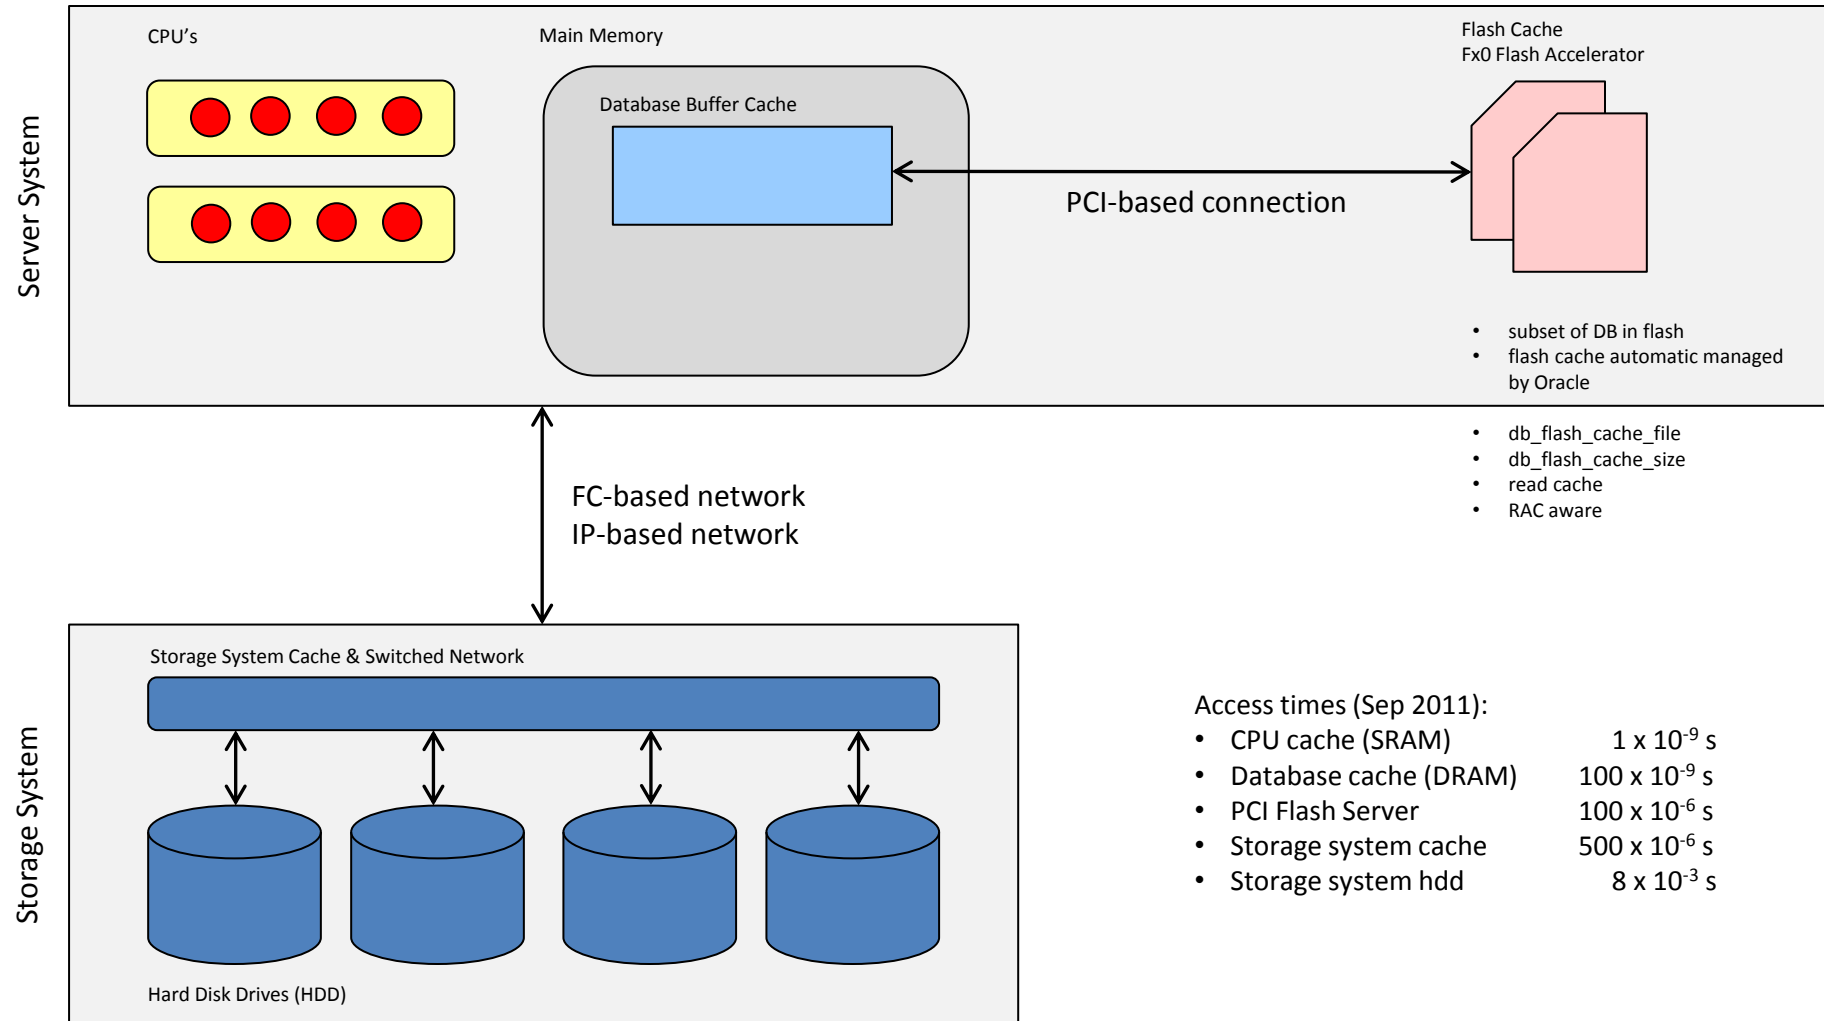 Server System
CPU's
Main Memory
Database Buffer Cache
PCI-based connection
Flash Cache
Fx0 Flash Accelerator
• subset of DB in flash
• flash cache automatic managed
by Oracle
• db_flash_cache_file
• db_flash_cache_size
• read cache
• RAC aware
FC-based network
IP-based network
Storage System
Storage System Cache & Switched Network
Hard Disk Drives (HDD)
Access times (Sep 2011):
• CPU cache (SRAM) 1 x 10⁻⁹ s
• Database cache (DRAM) 100 x 10⁻⁹ s
• PCI Flash Server 100 x 10⁻⁶ s
• Storage system cache 500 x 10⁻⁶ s
• Storage system hdd 8 x 10⁻³ s